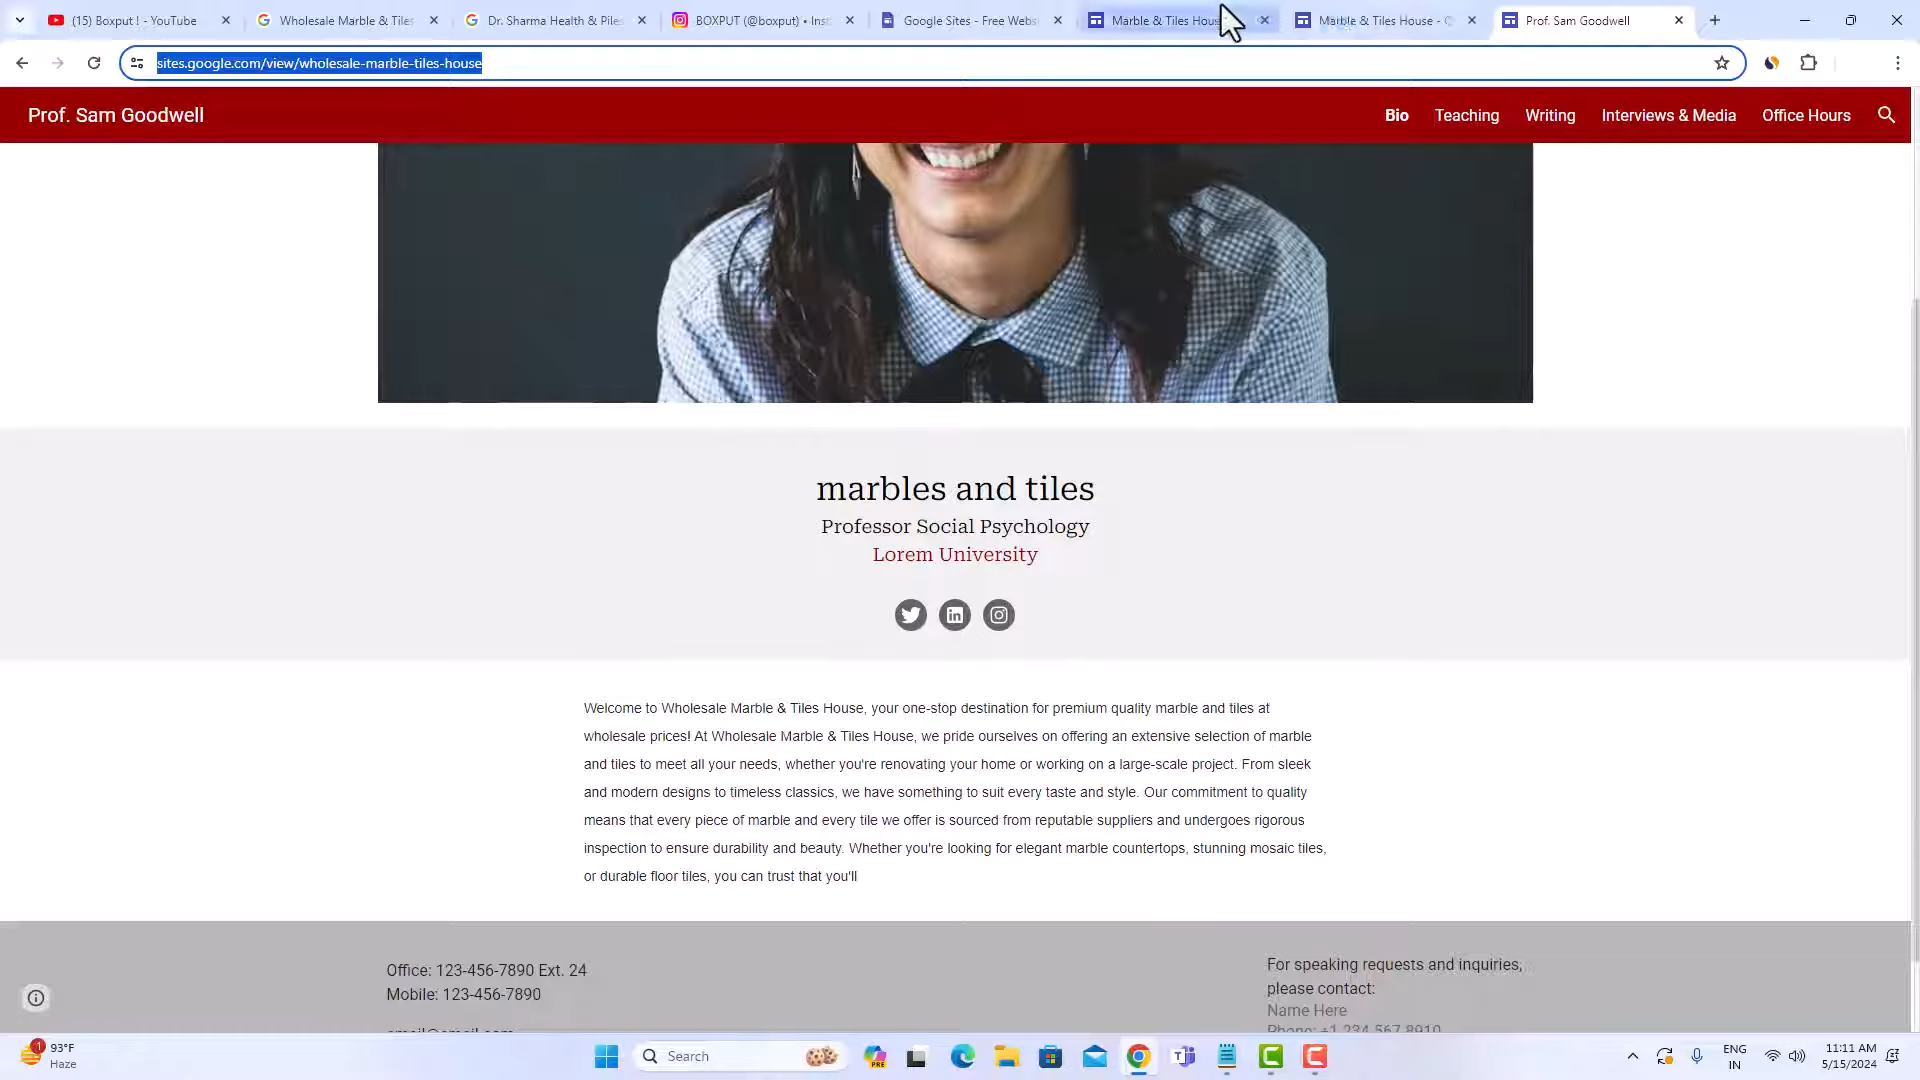 (15) Boxput ! - YouTube
Wholesale Marble & Tiles
Dr. Sharma Health & Piles
BOXPUT (@boxput) • Inst
Google Sites - Free Webs
Marble & Tiles Hous
Marble & Tiles House - G
Prof. Sam Goodwell
sites.google.com/view/wholesale-marble-tiles-house
Prof. Sam Goodwell
Bio
Teaching
Writing
Interviews & Media
Office Hours
marbles and tiles
Professor Social Psychology
Lorem University
Welcome to Wholesale Marble & Tiles House, your one-stop destination for premium quality marble and tiles at
wholesale prices! At Wholesale Marble & Tiles House, we pride ourselves on offering an extensive selection of marble
and tiles to meet all your needs, whether you're renovating your home or working on a large-scale project. From sleek
and modern designs to timeless classics, we have something to suit every taste and style. Our commitment to quality
means that every piece of marble and every tile we offer is sourced from reputable suppliers and undergoes rigorous
inspection to ensure durability and beauty. Whether you're looking for elegant marble countertops, stunning mosaic tiles,
or durable floor tiles, you can trust that you'll
Office: 123-456-7890 Ext. 24
Mobile: 123-456-7890
For speaking requests and inquiries,
please contact:
Name Here
Phone: +1 234 567 8910
1
93°F
Haze
Search
PRE
ENG
IN
11:11 AM
5/15/2024